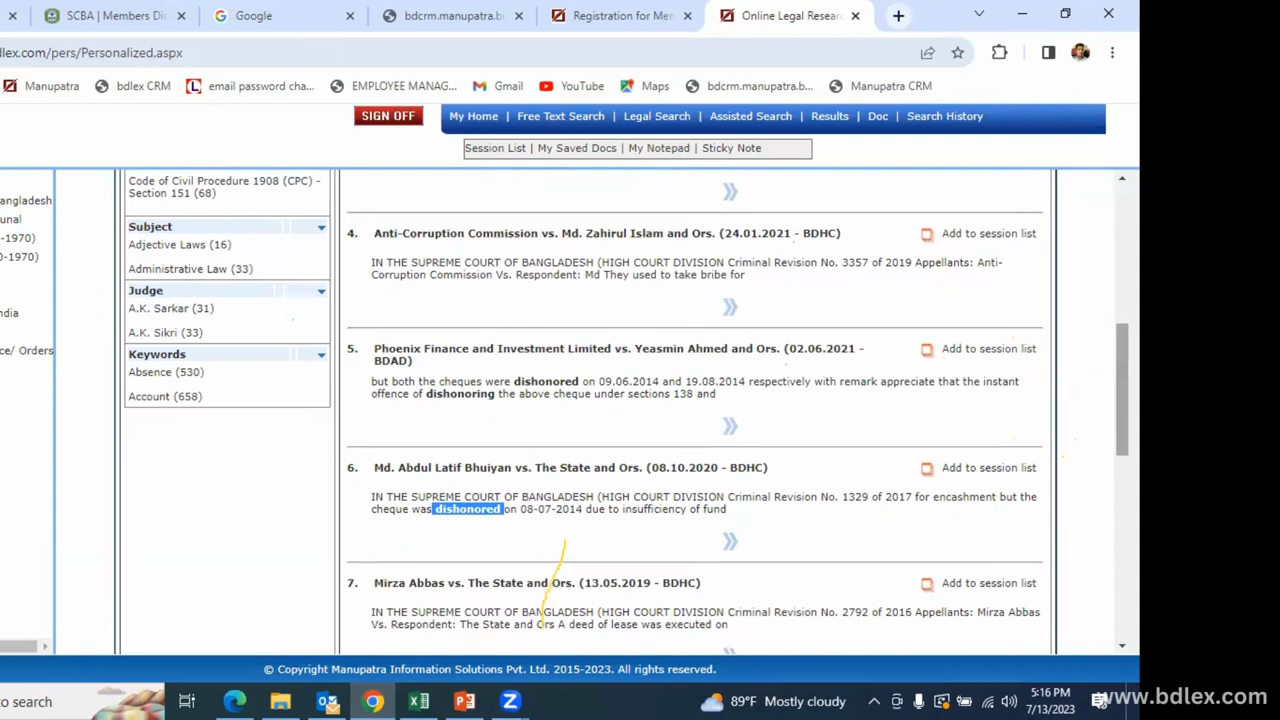 SCBA | Members Di
Google
bdcrm.manupatra.b
Registration for Mem
Online Legal Resear
dlex.com/pers/Personalized.aspx
Manupatra
bdlex CRM
email password cha...
EMPLOYEE MANAG...
Gmail
YouTube
Maps
bdcrm.manupatra.b...
Manupatra CRM
SIGN OFF
My Home | Free Text Search | Legal Search | Assisted Search | Results | Doc | Search History
Session List | My Saved Docs | My Notepad | Sticky Note
angladesh
unal
0-1970)
0-1970)
ndia
ce/ Orders
Code of Civil Procedure 1908 (CPC) -
Section 151 (68)
Subject
Adjective Laws (16)
Administrative Law (33)
Judge
A.K. Sarkar (31)
A.K. Sikri (33)
Keywords
Absence (530)
Account (658)
4. Anti-Corruption Commission vs. Md. Zahirul Islam and Ors. (24.01.2021 - BDHC) Add to session list
IN THE SUPREME COURT OF BANGLADESH (HIGH COURT DIVISION Criminal Revision No. 3357 of 2019 Appellants: Anti-
Corruption Commission Vs. Respondent: Md They used to take bribe for
5. Phoenix Finance and Investment Limited vs. Yeasmin Ahmed and Ors. (02.06.2021 - Add to session list
BDAD)
but both the cheques were dishonored on 09.06.2014 and 19.08.2014 respectively with remark appreciate that the instant
offence of dishonoring the above cheque under sections 138 and
6. Md. Abdul Latif Bhuiyan vs. The State and Ors. (08.10.2020 - BDHC) Add to session list
IN THE SUPREME COURT OF BANGLADESH (HIGH COURT DIVISION Criminal Revision No. 1329 of 2017 for encashment but the
cheque was dishonored on 08-07-2014 due to insufficiency of fund
7. Mirza Abbas vs. The State and Ors. (13.05.2019 - BDHC) Add to session list
IN THE SUPREME COURT OF BANGLADESH (HIGH COURT DIVISION Criminal Revision No. 2792 of 2016 Appellants: Mirza Abbas
Vs. Respondent: The State and Ors A deed of lease was executed on
© Copyright Manupatra Information Solutions Pvt. Ltd. 2015-2023. All rights reserved.
to search
89°F Mostly cloudy
5:16 PM
7/13/2023
www.bdlex.com